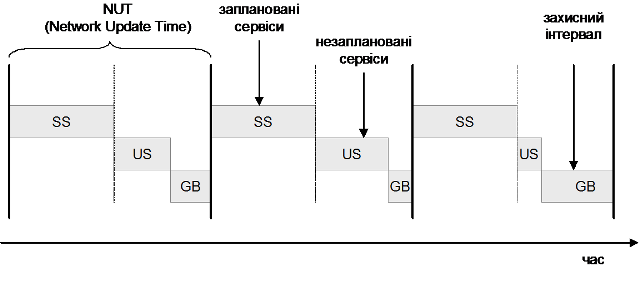 NUT
(Network Update Time)
заплановані
сервіси
незаплановані
сервіси
захисний
інтервал
SS
SS
SS
US
US
US
GB
GB
GB
час